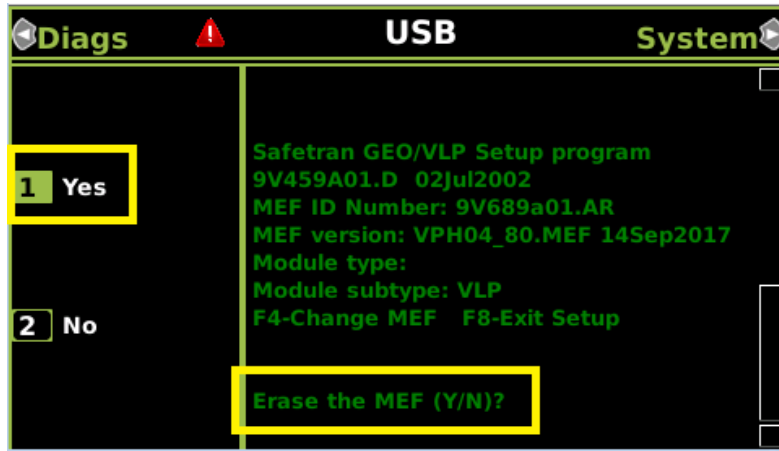 Diags USB System
1 Yes
2 No
Safetran GEO/VLP Setup program
9V459A01.D 02Jul2002
MEF ID Number: 9V689a01.AR
MEF version: VPH04_80.MEF 14Sep2017
Module type:
Module subtype: VLP
F4-Change MEF F8-Exit Setup
Erase the MEF (Y/N)?